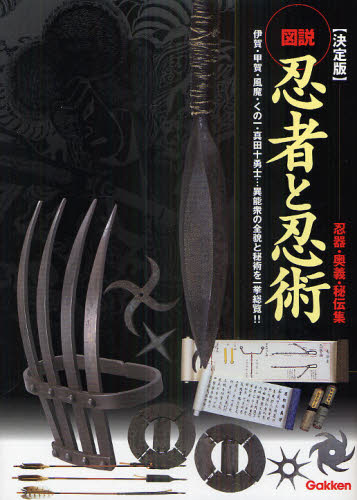 【決定版】
図説
忍者と忍術
忍器・奥義・秘伝集
伊賀・甲賀・風魔・くの一・真田十勇士…異能衆の全貌と秘術を一挙総覧!!
Gakken